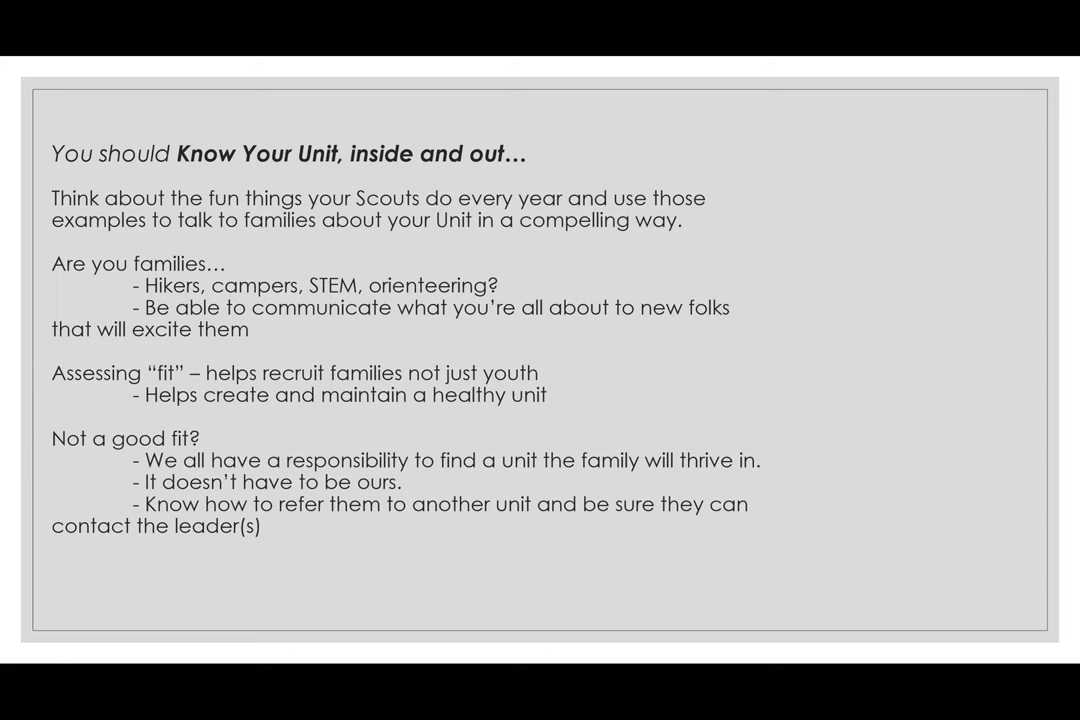 You should Know Your Unit, inside and out...
Think about the fun things your Scouts do every year and use those
examples to talk to families about your Unit in a compelling way.
Are you families...
- Hikers, campers, STEM, orienteering?
- Be able to communicate what you’re all about to new folks
that will excite them
Assessing “fit” – helps recruit families not just youth
- Helps create and maintain a healthy unit
Not a good fit?
- We all have a responsibility to find a unit the family will thrive in.
- It doesn’t have to be ours.
- Know how to refer them to another unit and be sure they can
contact the leader(s)